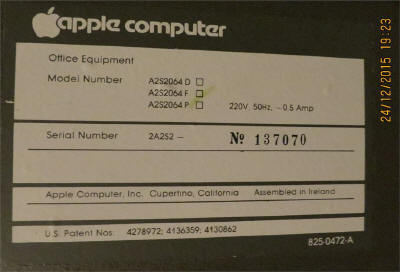 apple computer
Office Equipment
Model Number A2S2064 D
A2S2064 F
A2S2064 P 220V, 50Hz, ~0.5 Amp
Serial Number 2A2S2 – Nº 137070
Apple Computer, Inc. Cupertino, California Assembled in Ireland
U.S. Patent Nos: 4278972; 4136359; 4130862
825-0472-A
24/12/2015 19:23